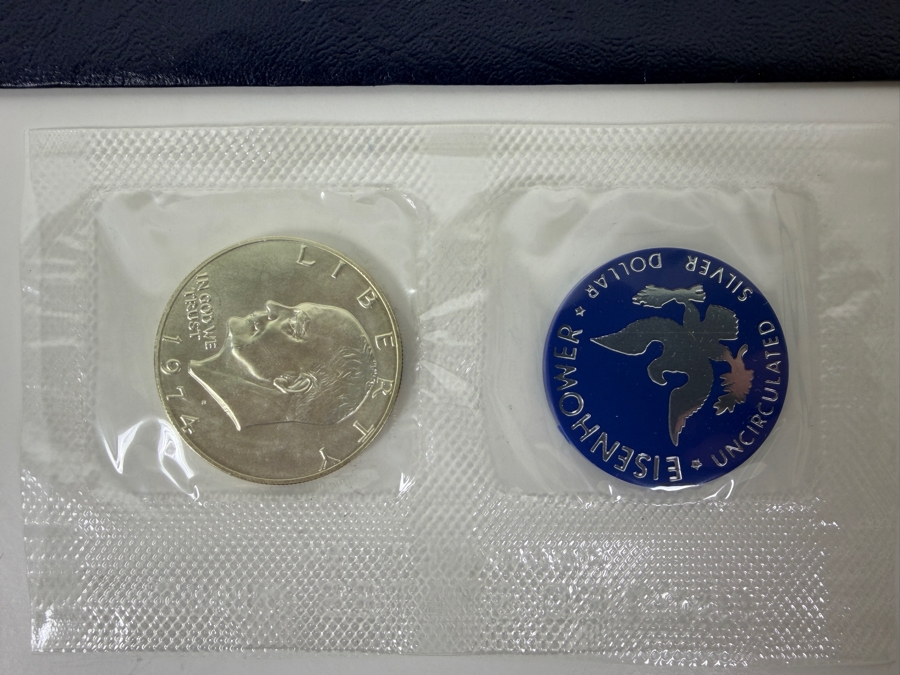 LIBERTY
IN GOD WE
TRUST
1974
EISENHOWER
★ UNCIRCULATED
SILVER DOLLAR ★